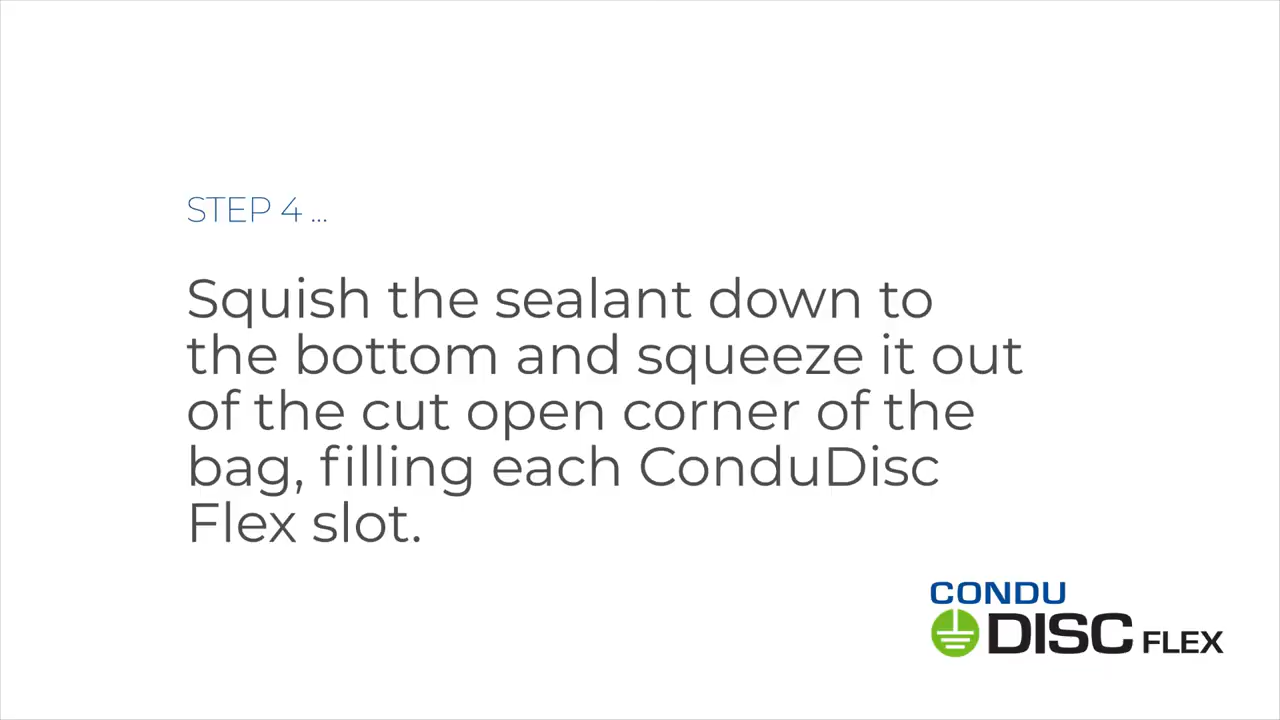 STEP 4 ...
Squish the sealant down to
the bottom and squeeze it out
of the cut open corner of the
bag, filling each ConduDisc
Flex slot.
CONDU
DISC FLEX